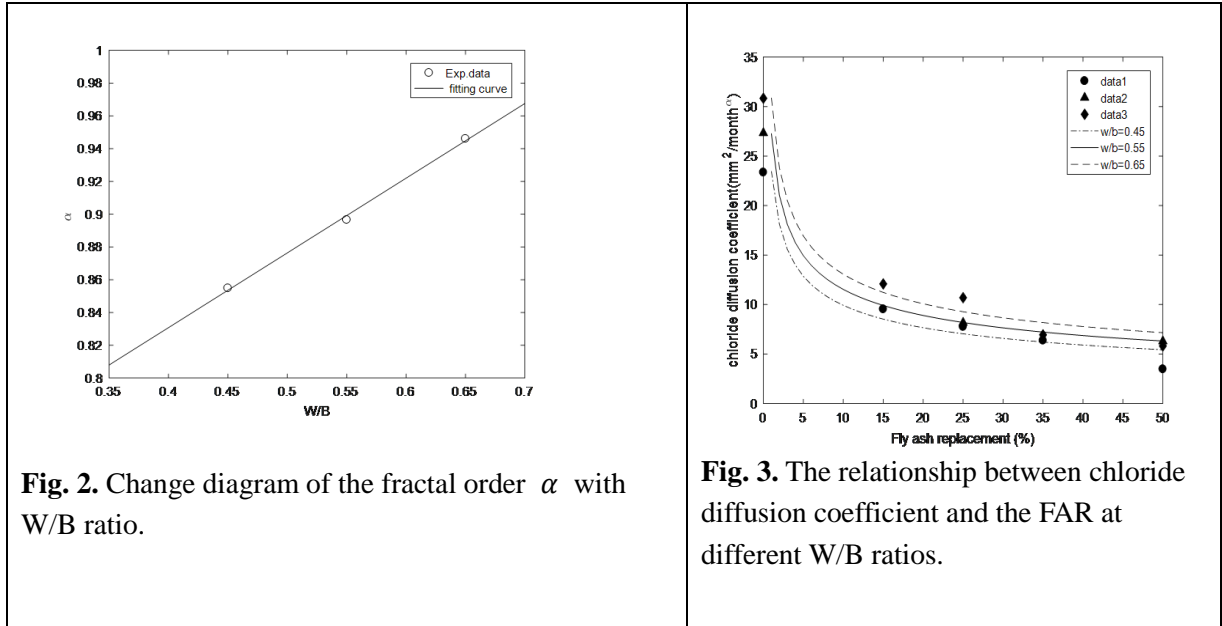 1
0.98
0.96
0.94
0.92
0.9
0.88
0.86
0.84
0.82
0.8
α
0.35 0.4 0.45 0.5 0.55 0.6 0.65 0.7
W/B
Exp.data
fitting curve
Fig. 2. Change diagram of the fractal order α with
W/B ratio.
35
30
25
20
15
10
5
0
chloride diffusion coefficient(mm²/month^α)
0 5 10 15 20 25 30 35 40 45 50
Fly ash replacement (%)
data1
data2
data3
w/b=0.45
w/b=0.55
w/b=0.65
Fig. 3. The relationship between chloride
diffusion coefficient and the FAR at
different W/B ratios.